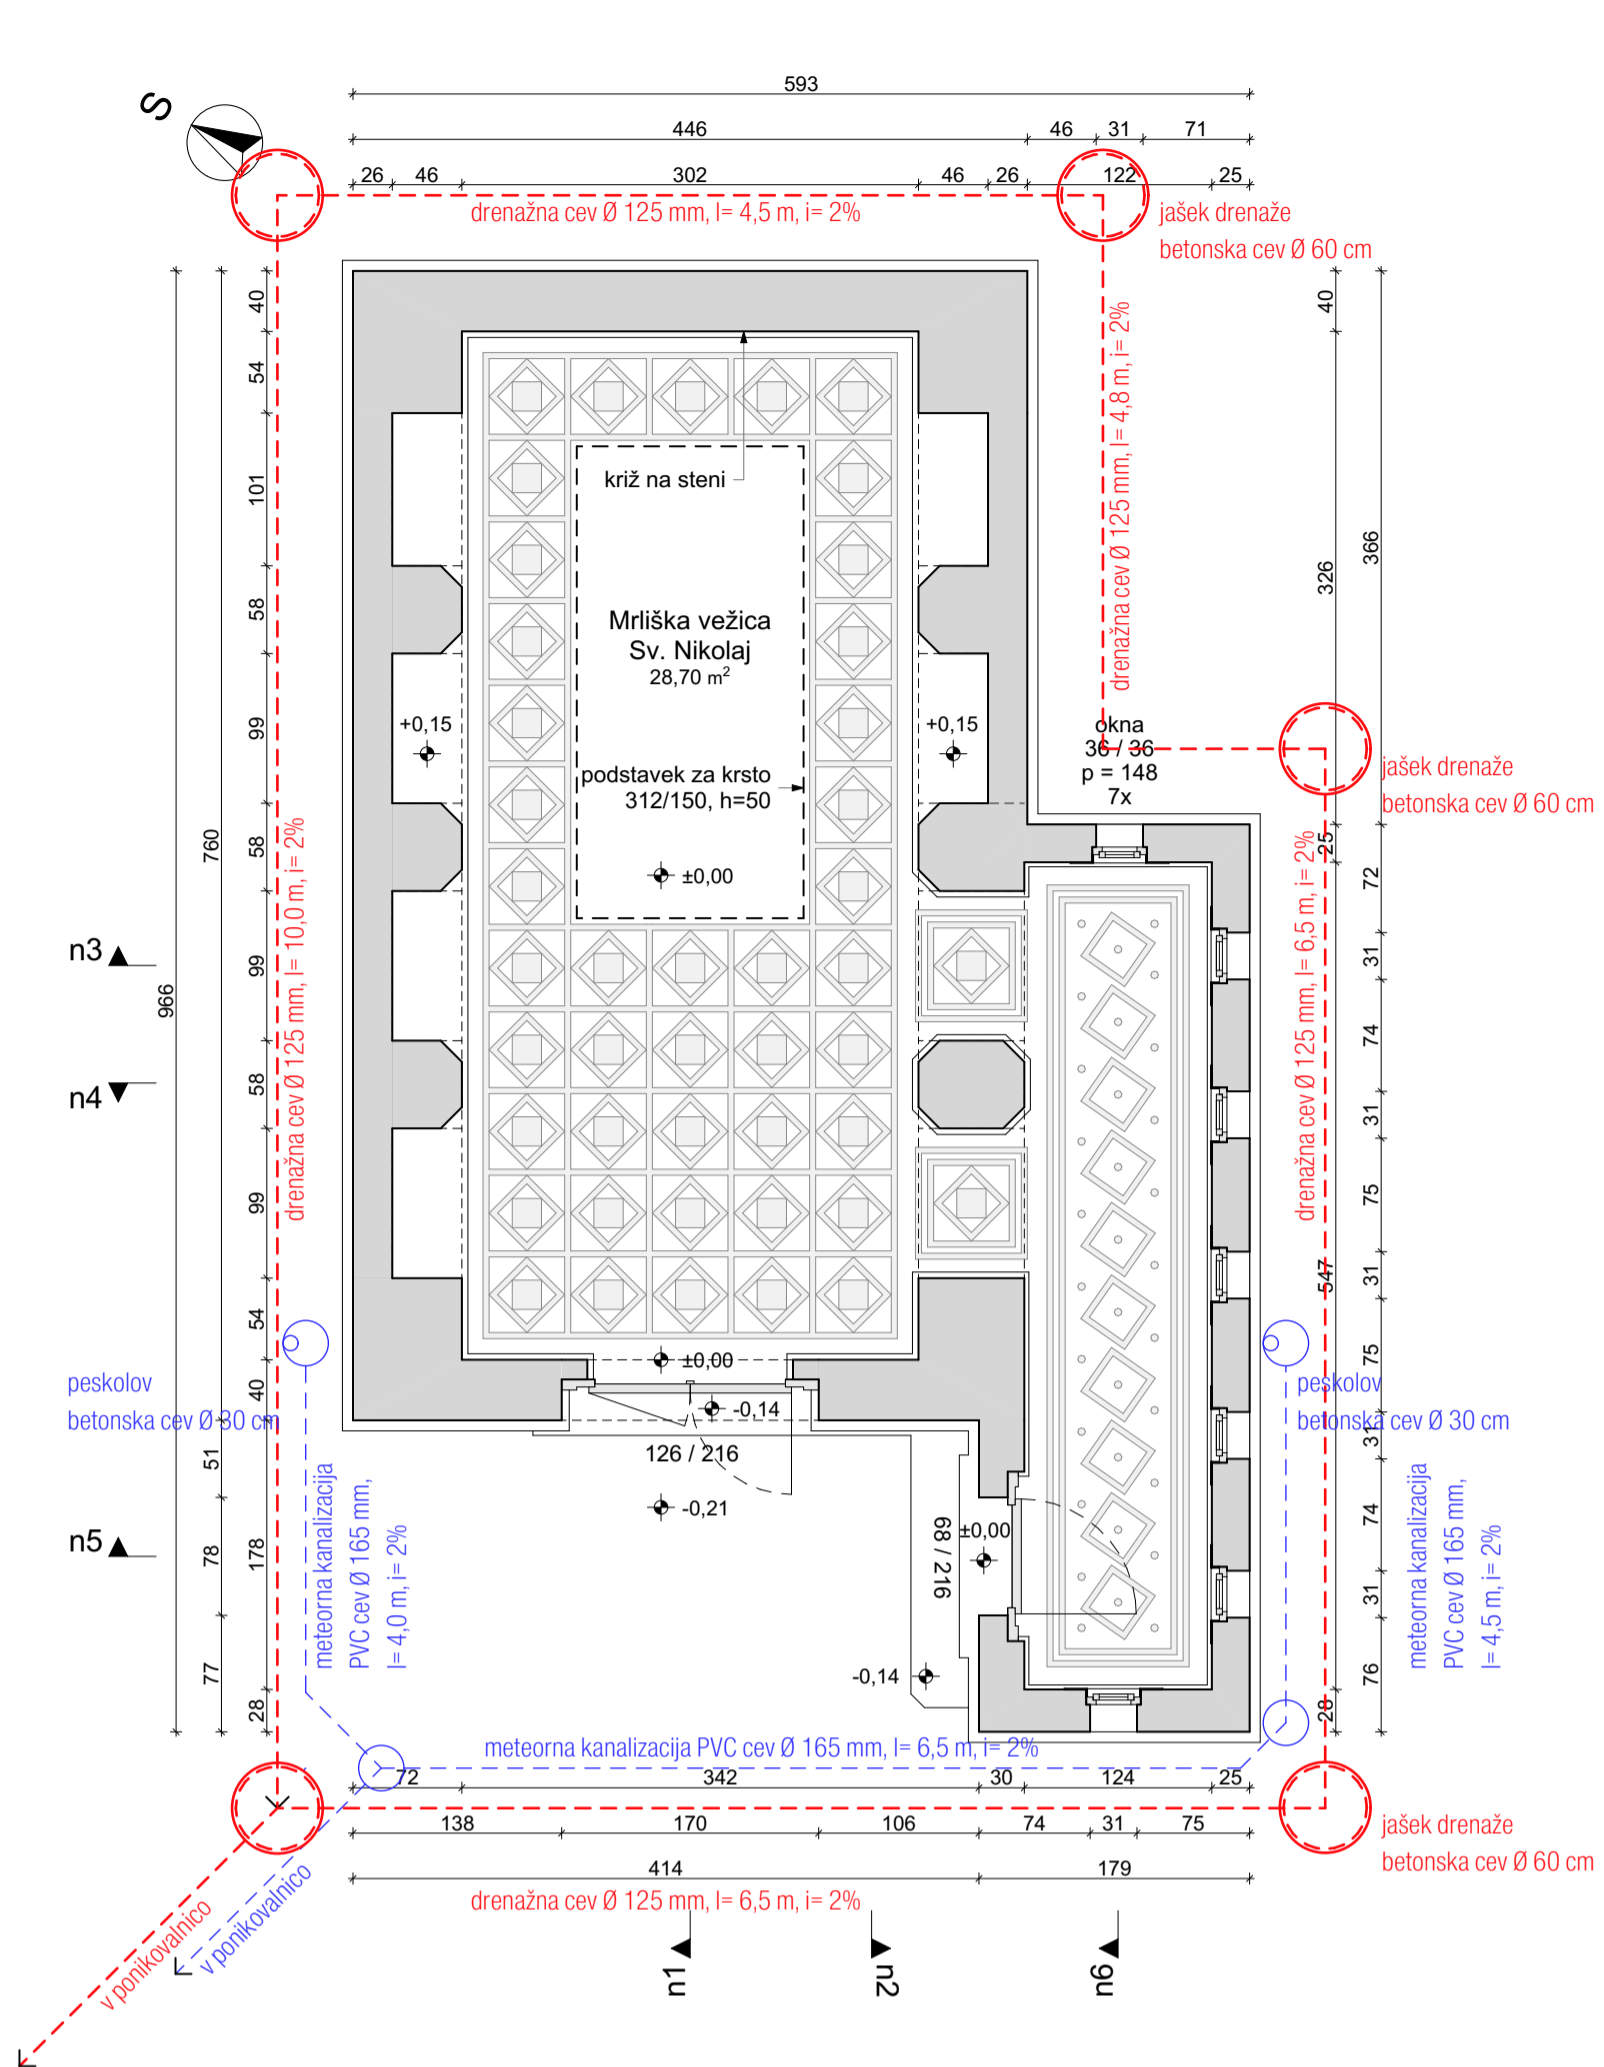 593
S
446
46
31
71
26
46
302
46
26
122
25
drenažna cev Ø 125 mm, l= 4,5 m, i= 2%
jašek drenaže
betonska cev Ø 60 cm
40
54
101
58
99
58
99
58
99
54
40
178
28
760
51
78
77
966
drenažna cev Ø 125 mm, l= 10,0 m, i= 2%
križ na steni
Mrliška vežica
Sv. Nikolaj
28,70 m²
+0,15
+0,15
podstavek za krsto
312/150, h=50
±0,00
drenažna cev Ø 125 mm, l= 4,8 m, i= 2%
okna
36 / 36
p = 148
7x
40
326
25
547
28
366
72
31
74
31
75
31
75
31
74
31
76
jašek drenaže
betonska cev Ø 60 cm
drenažna cev Ø 125 mm, l= 6,5 m, i= 2%
n3
n4
n5
±0,00
-0,14
126 / 216
-0,21
68 / 216
±0,00
-0,14
peskolov
betonska cev Ø 30 cm
peskolov
betonska cev Ø 30 cm
meteorna kanalizacija
PVC cev Ø 165 mm,
l= 4,0 m, i= 2%
meteorna kanalizacija
PVC cev Ø 165 mm,
l= 4,5 m, i= 2%
meteorna kanalizacija PVC cev Ø 165 mm, l= 6,5 m, i= 2%
72
342
30
124
25
138
170
106
74
31
75
414
179
jašek drenaže
betonska cev Ø 60 cm
drenažna cev Ø 125 mm, l= 6,5 m, i= 2%
v ponikovalnico
v ponikovalnico
n1
n2
n6